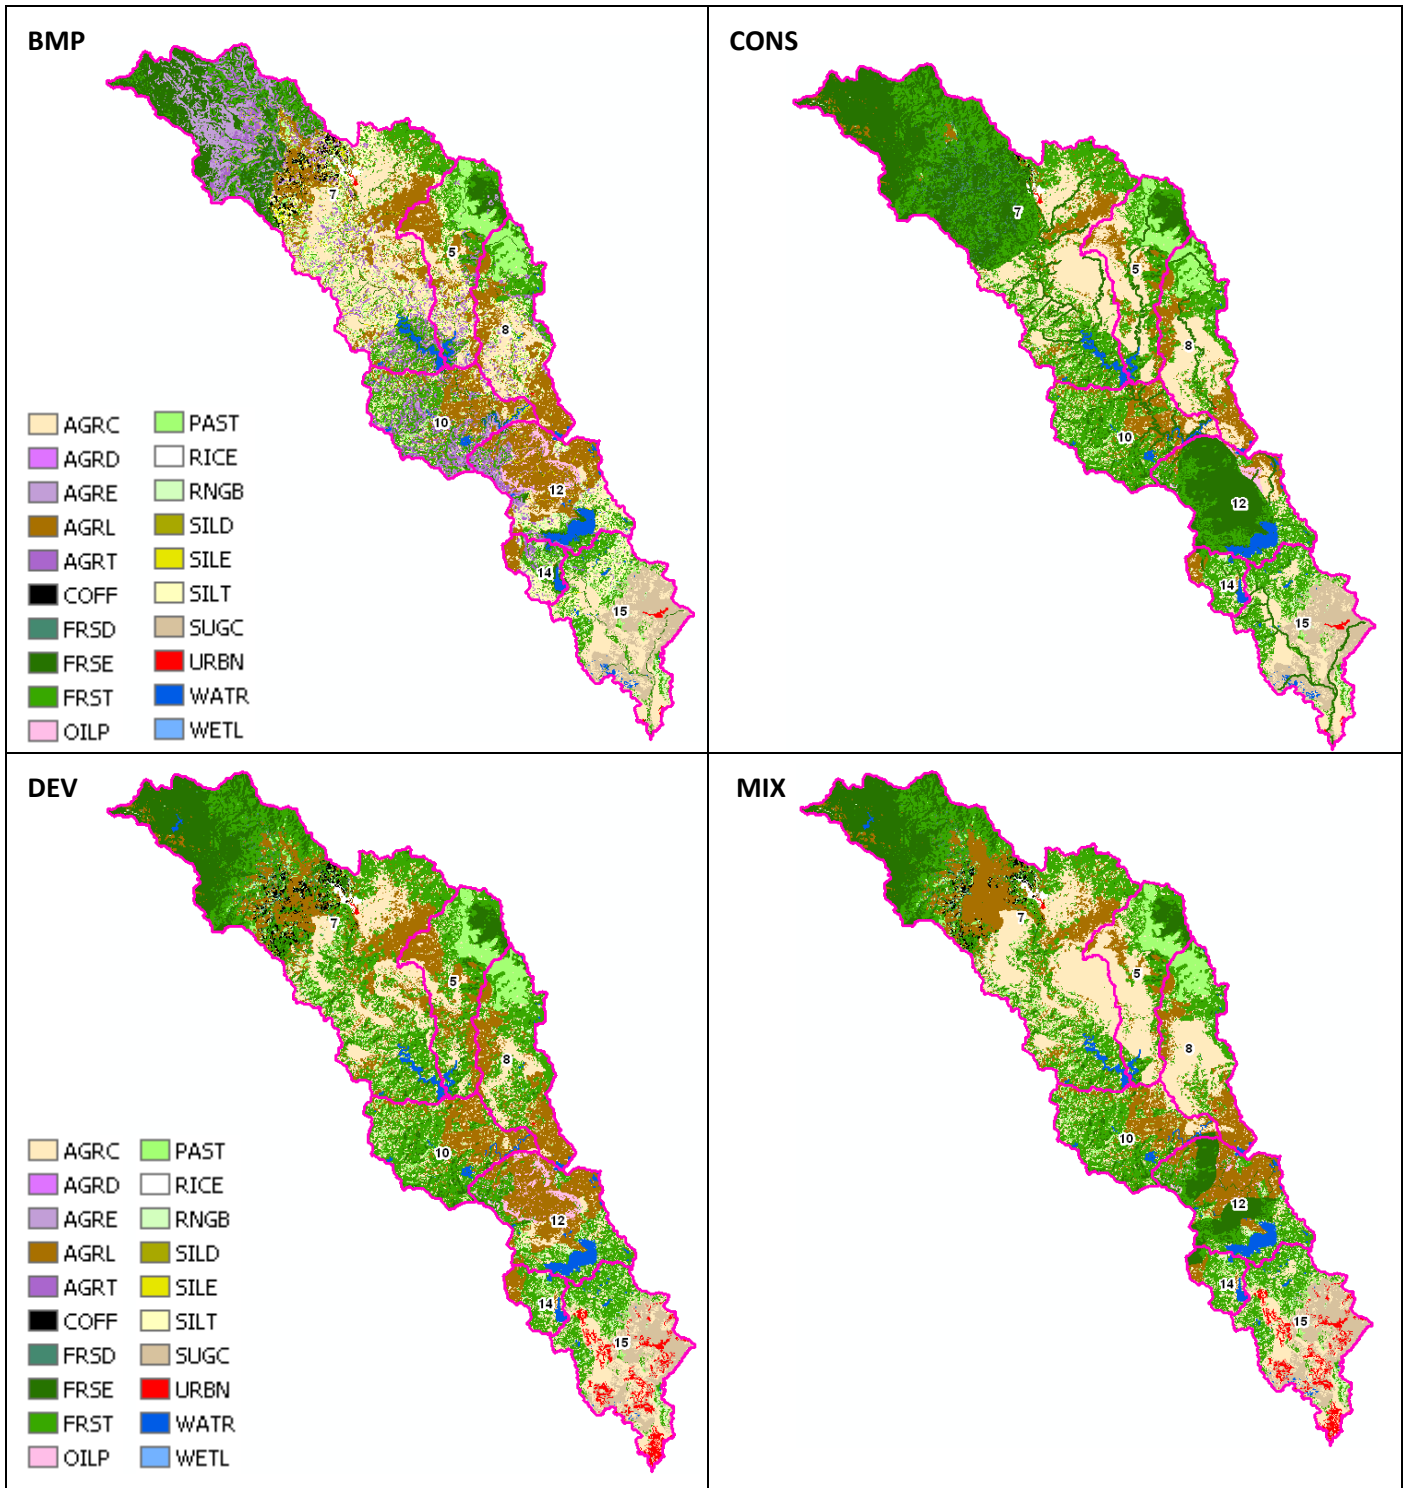 BMP
7
5
8
10
12
14
15
AGRC
AGRD
AGRE
AGRL
AGRT
COFF
FRSD
FRSE
FRST
OILP
PAST
RICE
RNGB
SILD
SILE
SILT
SUGC
URBN
WATR
WETL
CONS
7
5
8
10
12
14
15
DEV
7
5
8
10
12
14
15
AGRC
AGRD
AGRE
AGRL
AGRT
COFF
FRSD
FRSE
FRST
OILP
PAST
RICE
RNGB
SILD
SILE
SILT
SUGC
URBN
WATR
WETL
MIX
7
5
8
10
12
14
15